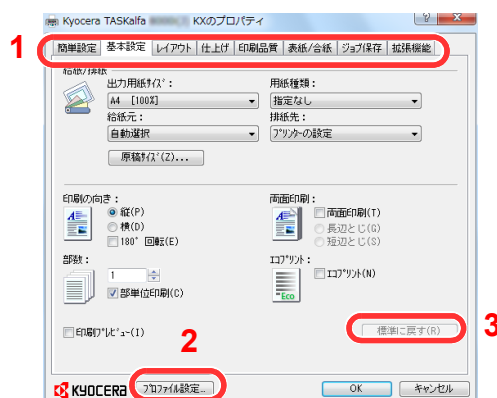 Kyocera TASKalfa KXのプロパティ
1
簡単設定 基本設定 レイアウト 仕上げ 印刷品質 表紙/合紙 ジョブ保存 拡張機能
給紙/排紙
出力用紙ｻｲｽﾞ: 用紙種類:
A4 [100%] 指定なし
給紙元: 排紙先:
自動選択 ﾌﾟﾘﾝﾀｰの設定
原稿ｻｲｽﾞ(Z)...
印刷の向き: 両面印刷:
縦(P) 両面印刷(T)
横(D) 長辺とじ(G)
180° 回転(E) 短辺とじ(S)
部数: ｴｺﾌﾟﾘﾝﾄ:
1 ｴｺﾌﾟﾘﾝﾄ(N)
部単位印刷(C)
Eco
印刷ﾌﾟﾚﾋﾞｭｰ(I) 2 標準に戻す(R) 3
KYOCERA ﾌﾟﾛﾌｧｲﾙ設定... OK キャンセル